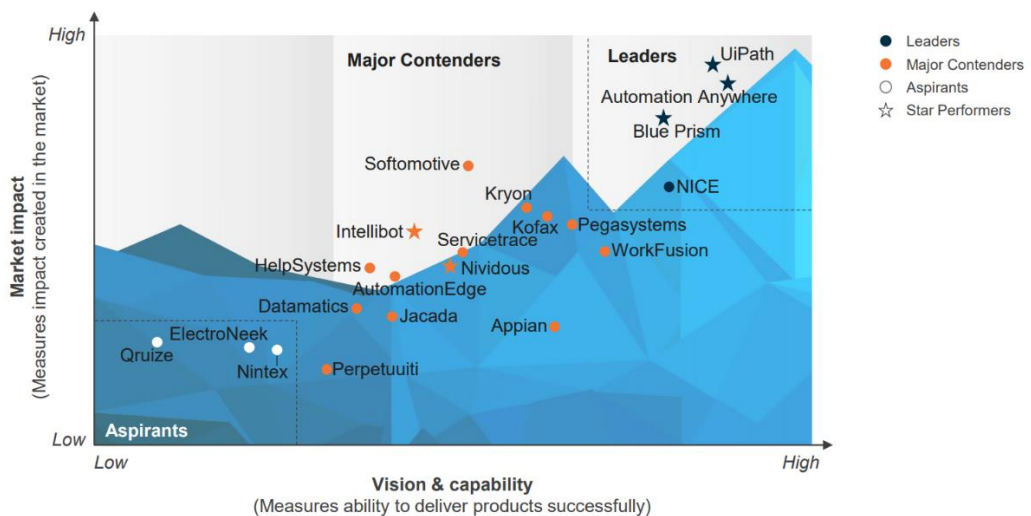 High
Major Contenders
Leaders
UiPath
Automation Anywhere
Blue Prism
Softomotive
NICE
Kryon
Kofax
Pegasystems
Intellibot
Servicetrace
WorkFusion
HelpSystems
Nividous
AutomationEdge
Datamatics
Jacada
Appian
ElectroNeek
Qruize
Nintex
Perpetuuiti
Aspirants
Market impact
(Measures impact created in the market)
Low
Low
High
Vision & capability
(Measures ability to deliver products successfully)
Leaders
Major Contenders
Aspirants
Star Performers